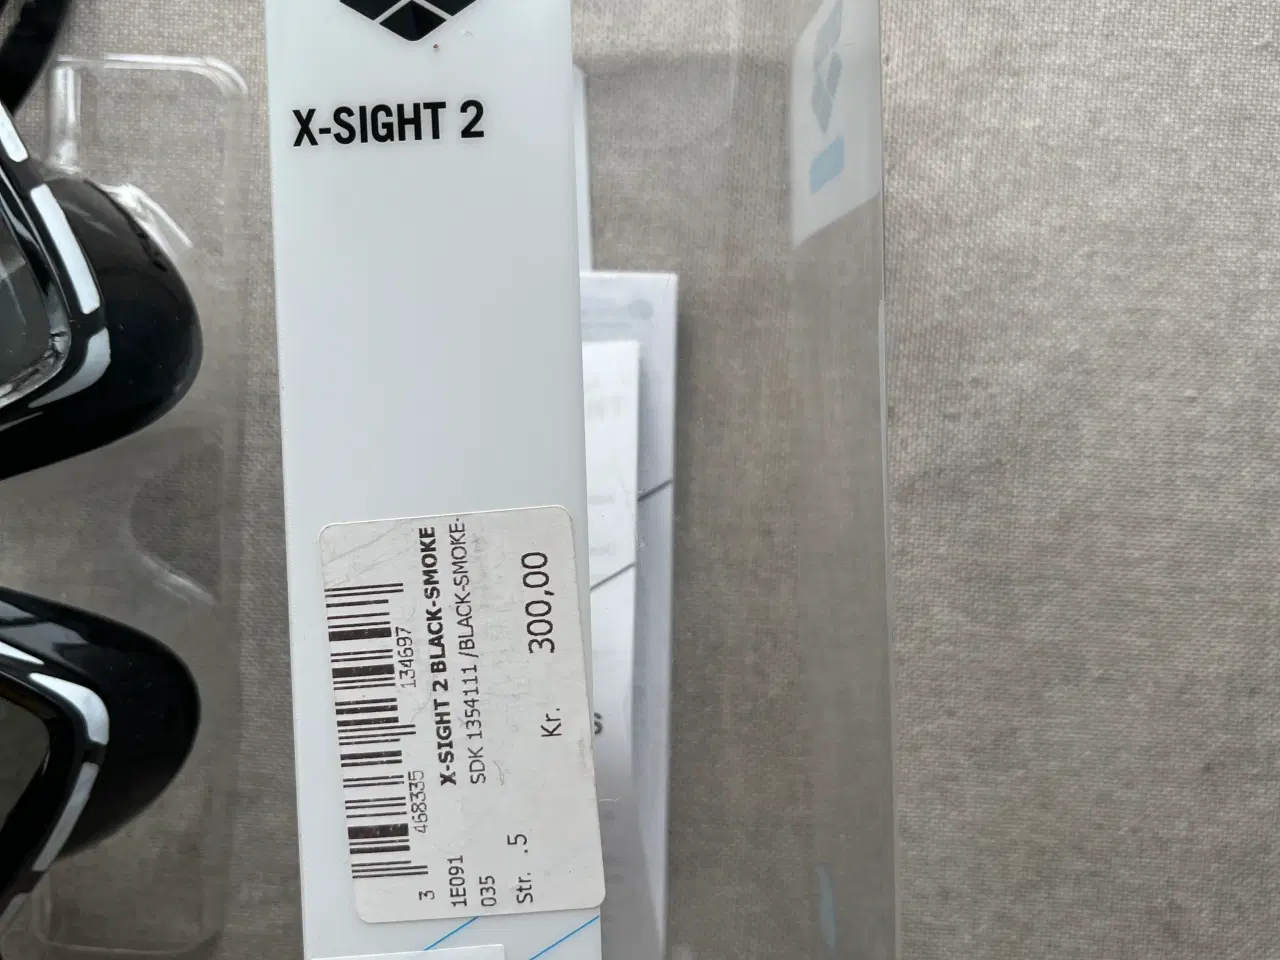 X-SIGHT 2
3 468335 134697
1E091 X-SIGHT 2 BLACK-SMOKE
035 SDK 1354111 /BLACK-SMOKE-
Str. .5 Kr. 300,00